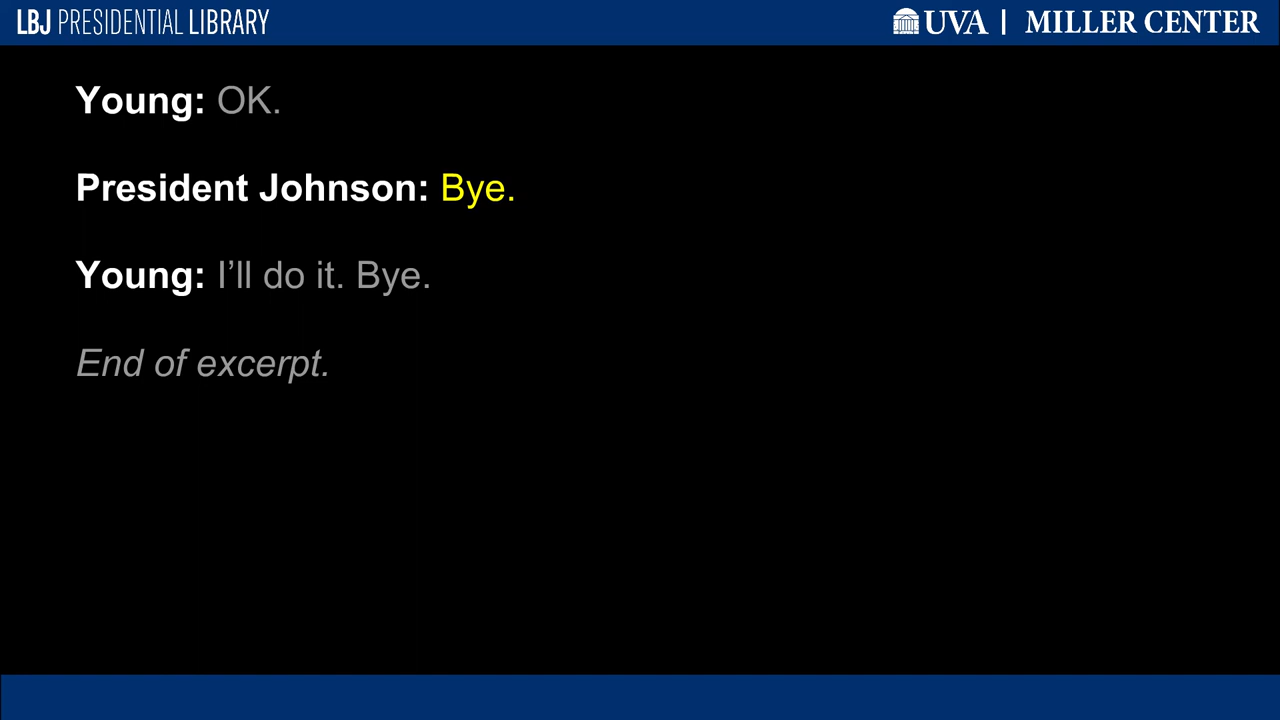 LBJ PRESIDENTIAL LIBRARY
UVA | MILLER CENTER
Young: OK.
President Johnson: Bye.
Young: I’ll do it. Bye.
End of excerpt.